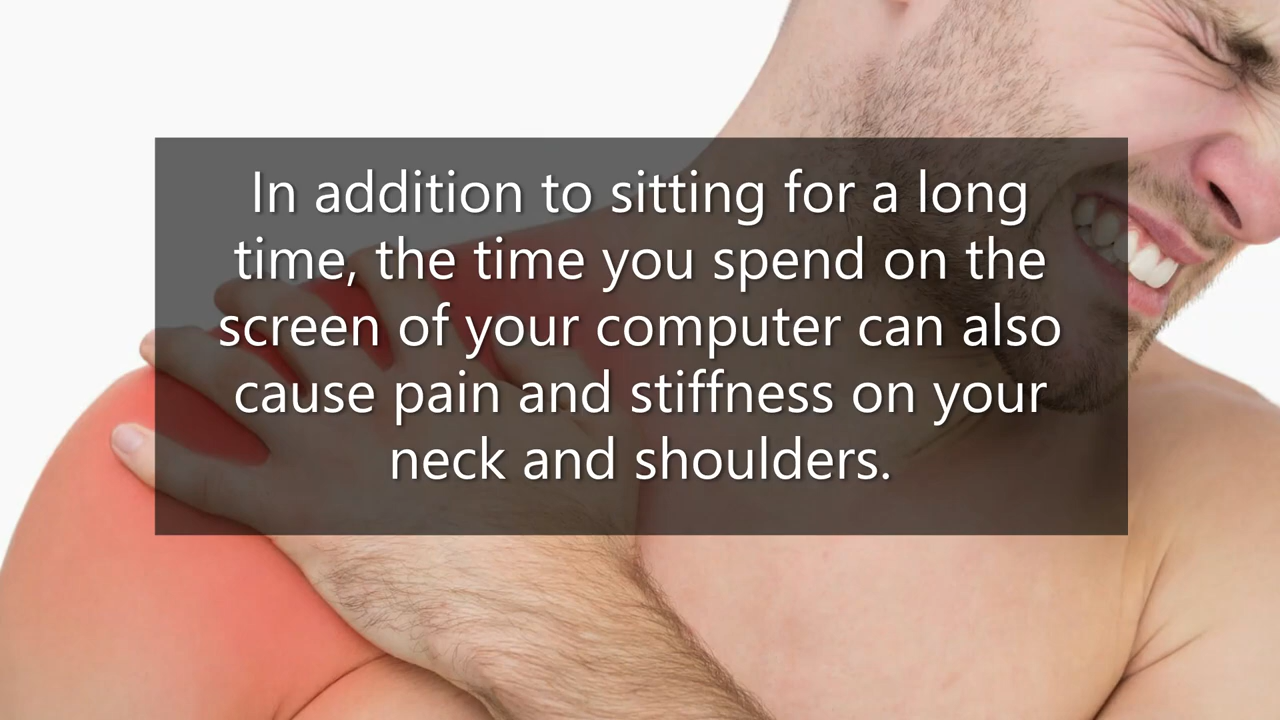 In addition to sitting for a long
time, the time you spend on the
screen of your computer can also
cause pain and stiffness on your
neck and shoulders.